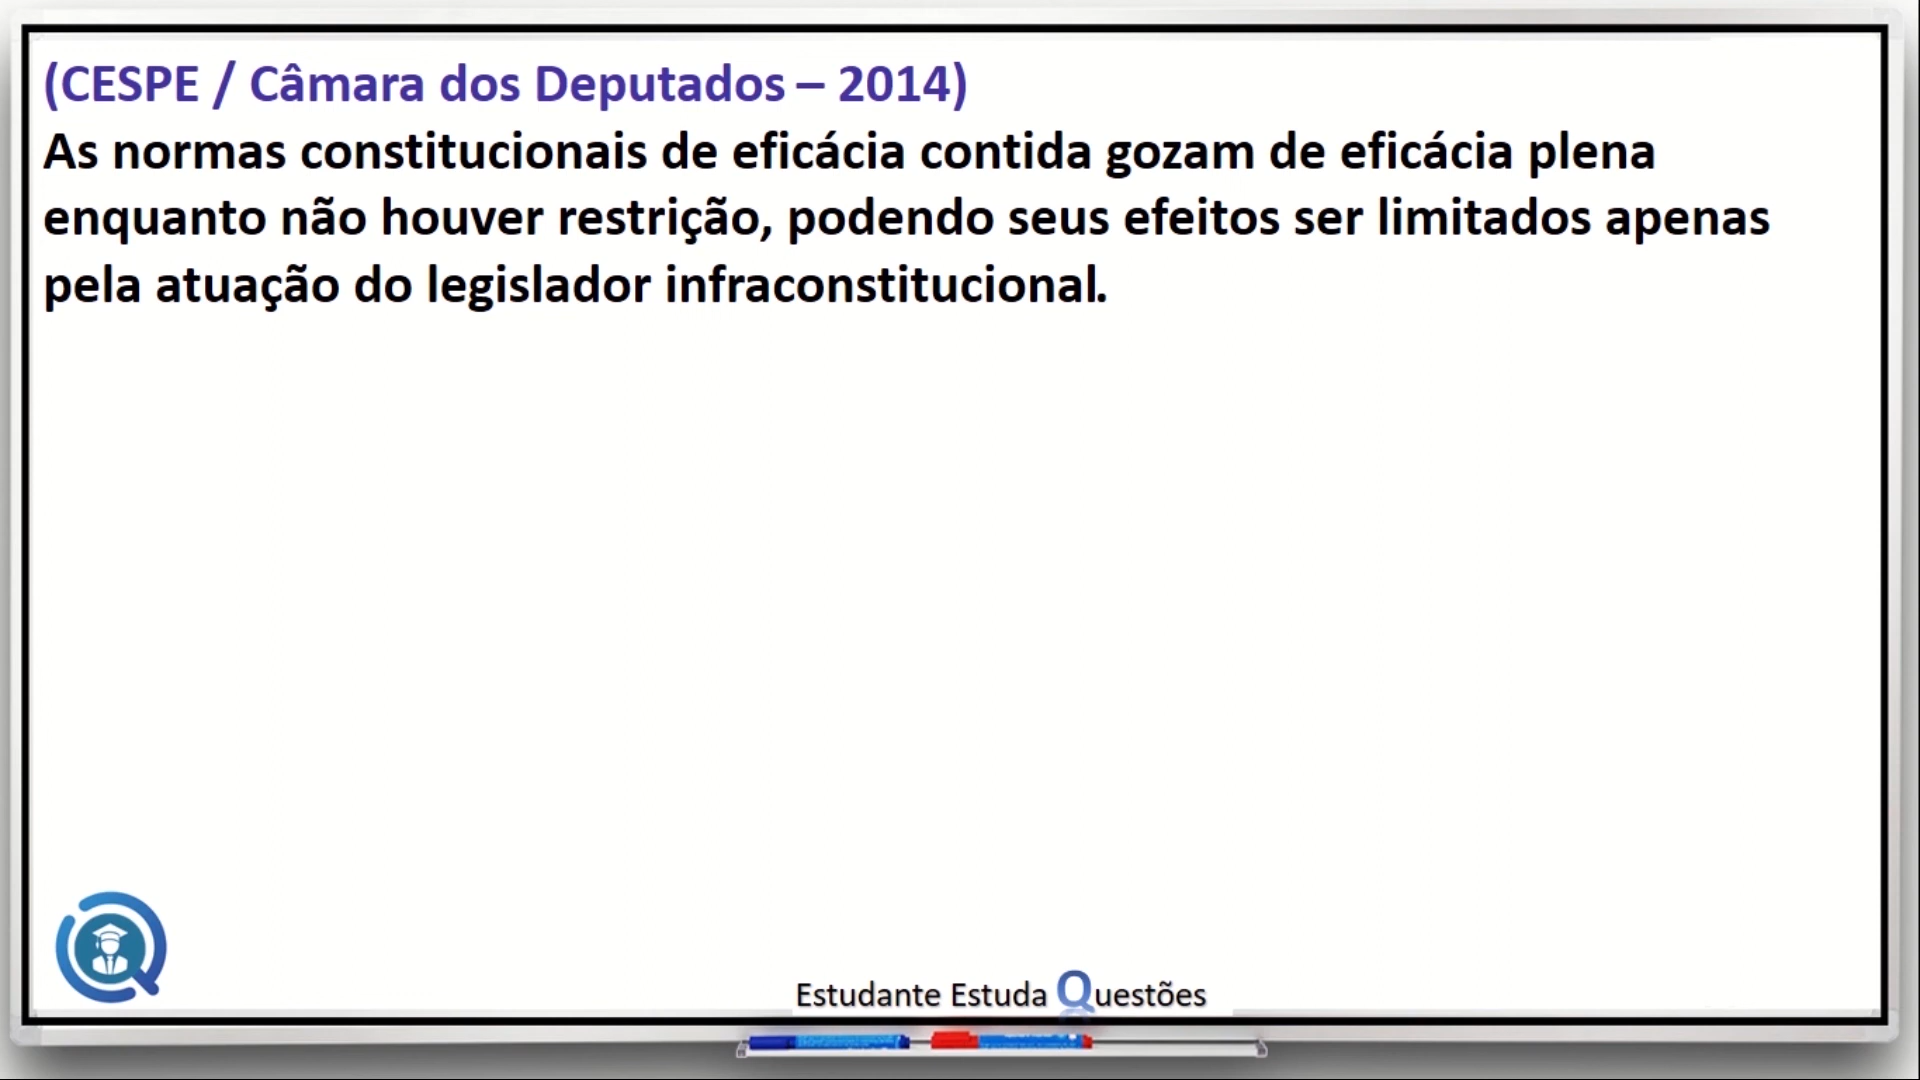 (CESPE / Câmara dos Deputados – 2014)
As normas constitucionais de eficácia contida gozam de eficácia plena
enquanto não houver restrição, podendo seus efeitos ser limitados apenas
pela atuação do legislador infraconstitucional.
Estudante Estuda Questões